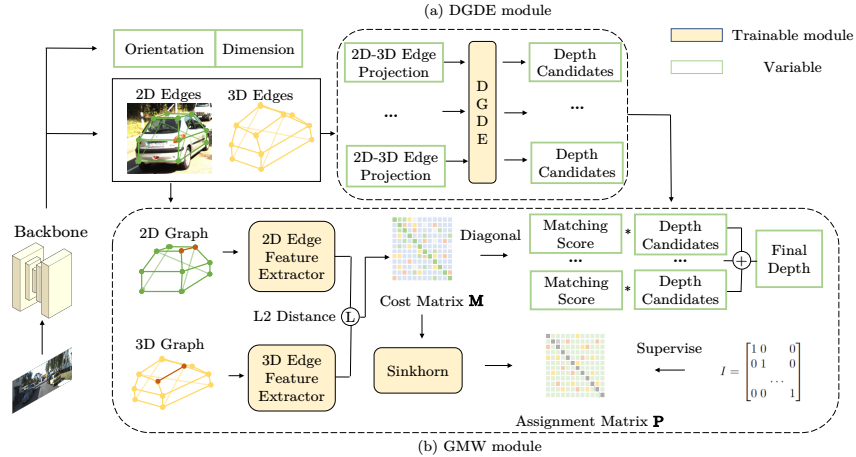 (a) DGDE module
Orientation
Dimension
2D-3D Edge
Projection
...
2D-3D Edge
Projection
D
G
D
E
Depth
Candidates
...
Depth
Candidates
Trainable module
Variable
2D Edges
3D Edges
Backbone
2D Graph
2D Edge
Feature
Extractor
L2 Distance
L
3D Graph
3D Edge
Feature
Extractor
Cost Matrix M
Diagonal
Matching
Score
*
Depth
Candidates
...
...
Matching
Score
*
Depth
Candidates
+
Final
Depth
Sinkhorn
Assignment Matrix P
Supervise
I =
1 0 0
0 1 0
...
0 0 1
(b) GMW module